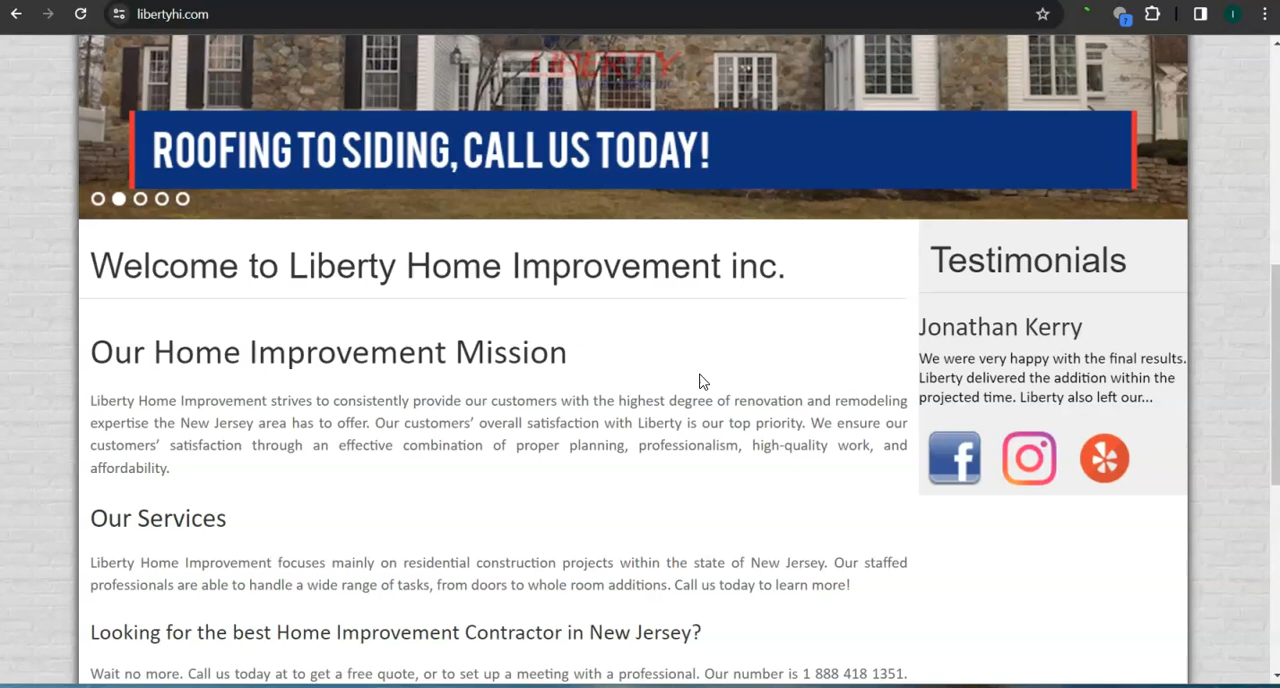 libertyhi.com
LIBERTY
ROOFING TO SIDING, CALL US TODAY!
Welcome to Liberty Home Improvement inc.
Our Home Improvement Mission
Liberty Home Improvement strives to consistently provide our customers with the highest degree of renovation and remodeling
expertise the New Jersey area has to offer. Our customers’ overall satisfaction with Liberty is our top priority. We ensure our
customers’ satisfaction through an effective combination of proper planning, professionalism, high-quality work, and
affordability.
Our Services
Liberty Home Improvement focuses mainly on residential construction projects within the state of New Jersey. Our staffed
professionals are able to handle a wide range of tasks, from doors to whole room additions. Call us today to learn more!
Looking for the best Home Improvement Contractor in New Jersey?
Wait no more. Call us today at to get a free quote, or to set up a meeting with a professional. Our number is 1 888 418 1351.
Testimonials
Jonathan Kerry
We were very happy with the final results.
Liberty delivered the addition within the
projected time. Liberty also left our...